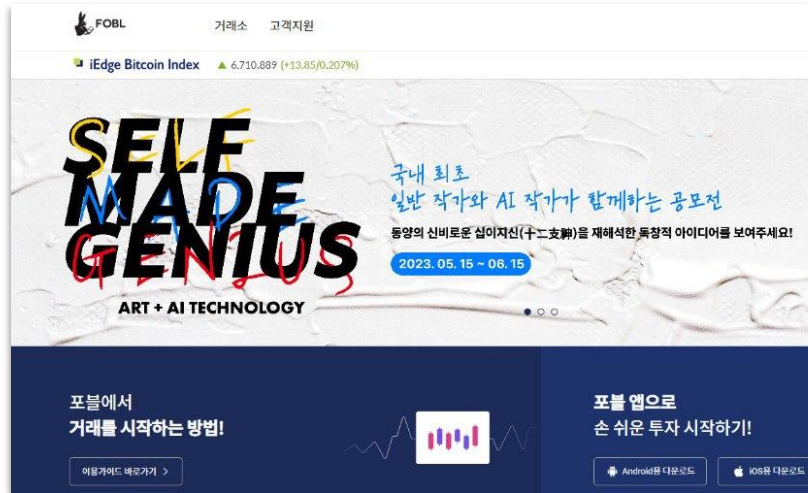 FOBL 거래소 고객지원
iEdge Bitcoin Index ▲ 6,710.889 (+13.85/0.207%)
SELF
MADE
GENIUS
ART + AI TECHNOLOGY
국내 최초
일반 작가와 AI 작가가 함께하는 공모전
동양의 신비로운 십이지신(十二支神)을 재해석한 독창적 아이디어를 보여주세요!
2023. 05. 15 ~ 06. 15
포블에서
거래를 시작하는 방법!
이용가이드 바로가기 >
포블 앱으로
손 쉬운 투자 시작하기!
Android용 다운로드
iOS용 다운로드